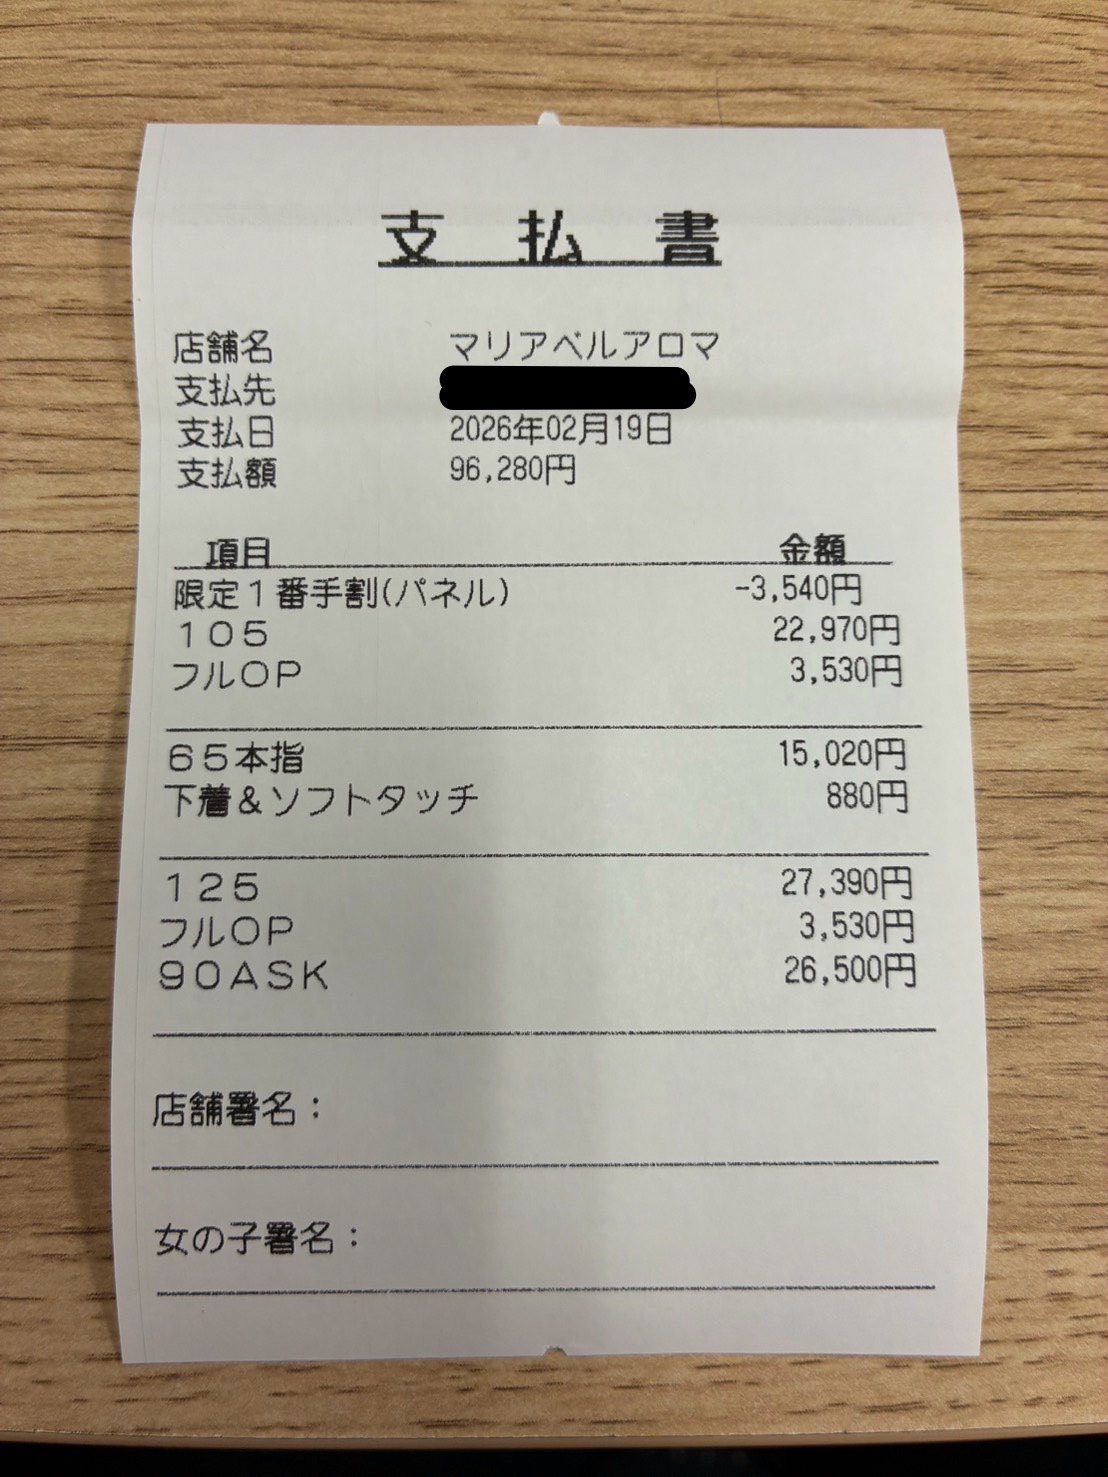 支払書
店舗名 マリアベルアロマ
支払先
支払日 2026年02月19日
支払額 96,280円
項目 金額
限定1番手割(パネル) -3,540円
105 22,970円
フルOP 3,530円
65本指 15,020円
下着&ソフトタッチ 880円
125 27,390円
フルOP 3,530円
90ASK 26,500円
店舗署名:
女の子署名: